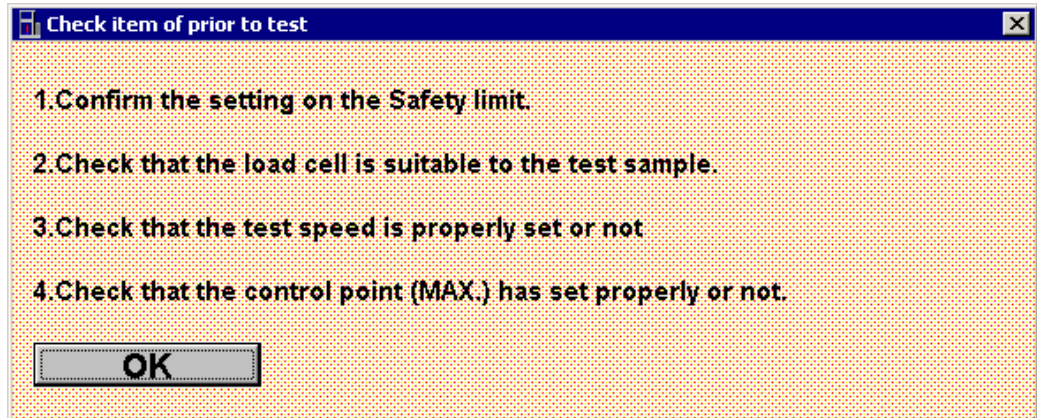 Check item of prior to test
1.Confirm the setting on the Safety limit.
2.Check that the load cell is suitable to the test sample.
3.Check that the test speed is properly set or not
4.Check that the control point (MAX.) has set properly or not.
OK